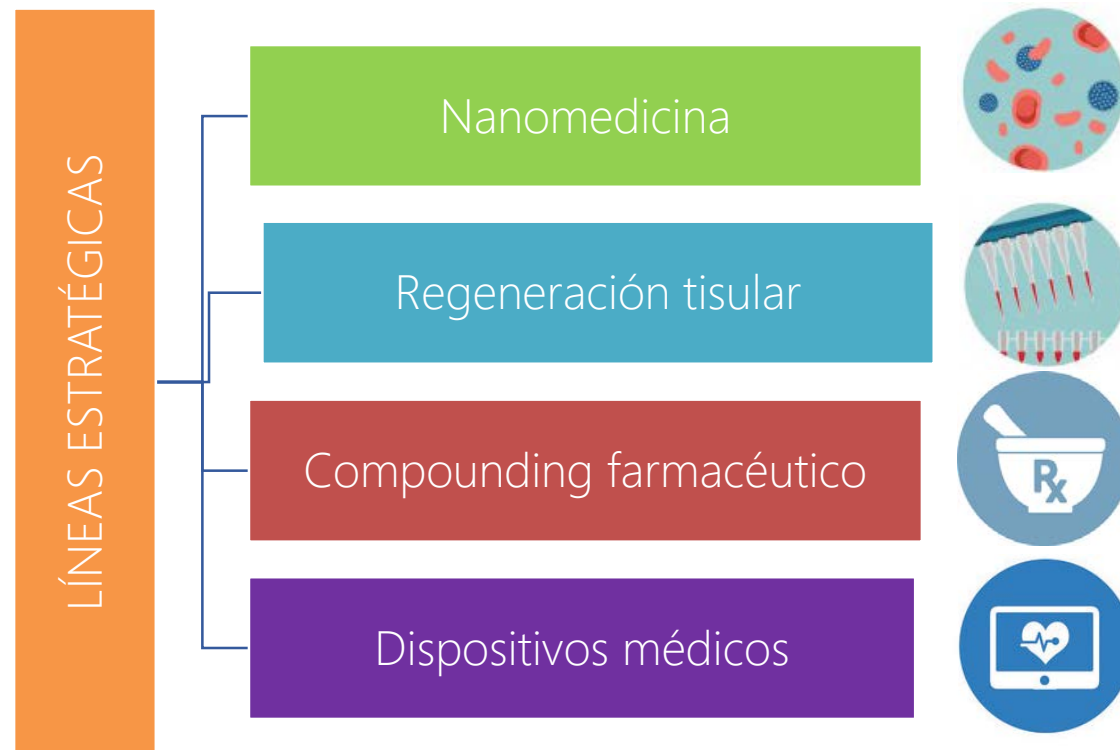 LÍNEAS ESTRATÉGICAS
Nanomedicina
Regeneración tisular
Compounding farmacéutico
Rx
Dispositivos médicos